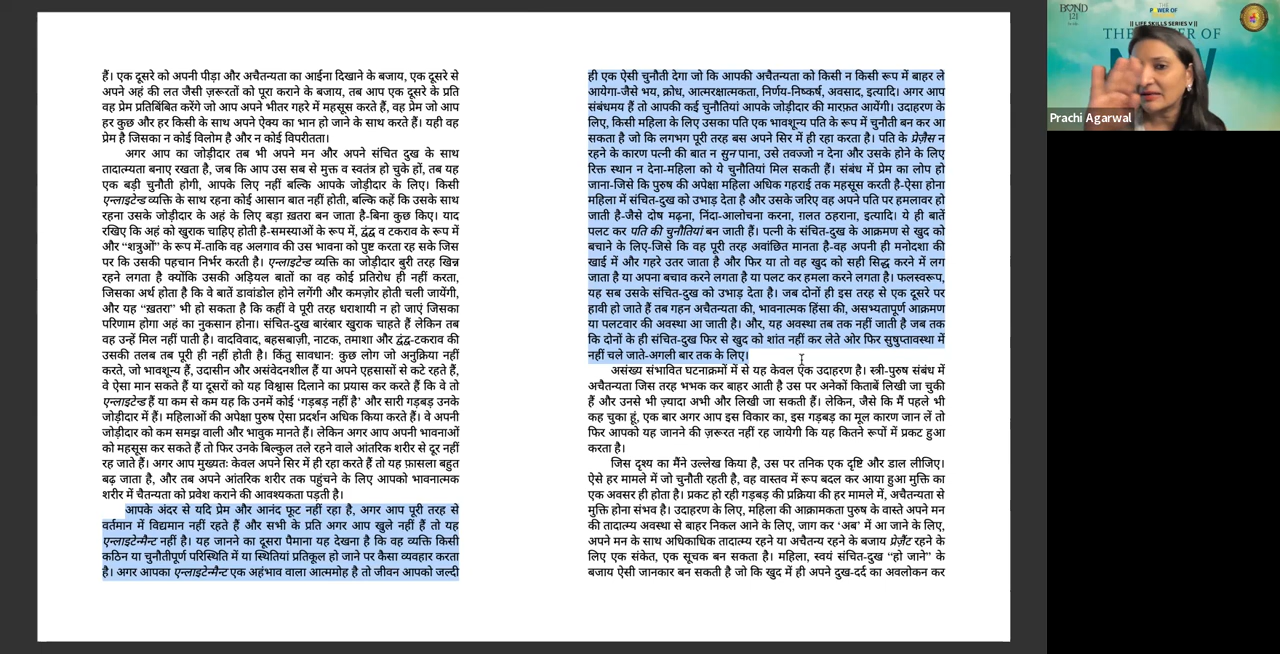 हैं। एक दूसरे को अपनी पीड़ा और अचैतन्यता का आईना दिखाने के बजाय, एक दूसरे से
अपने अहं की लत जैसी ज़रूरतों को पूरा कराने के बजाय, तब आप एक दूसरे के प्रति
वह प्रेम प्रतिबिंबित करेंगे जो आप अपने भीतर गहरे में महसूस करते हैं, वह प्रेम जो आप
हर कुछ और हर किसी के साथ अपने ऐक्य का भान हो जाने के साथ करते हैं। यही वह
प्रेम है जिसका न कोई विलोम है और न कोई विपरीतता।
अगर आप का जोड़ीदार तब भी अपने मन और अपने संचित दुख के साथ
तादात्म्यता बनाए रखता है, जब कि आप उस सब से मुक्त व स्वतंत्र हो चुके हों, तब यह
एक बड़ी चुनौती होगी, आपके लिए नहीं बल्कि आपके जोड़ीदार के लिए। किसी
एन्लाइटेन्ड व्यक्ति के साथ रहना कोई आसान बात नहीं होती, बल्कि कहें कि उसके साथ
रहना उसके जोड़ीदार के अहं के लिए बड़ा ख़तरा बन जाता है-बिना कुछ किए। याद
रखिए कि अहं को खुराक चाहिए होती है-समस्याओं के रूप में, द्वंद्व व टकराव के रूप में
और “शत्रुओं” के रूप में-ताकि वह अलगाव की उस भावना को पुष्ट करता रह सके जिस
पर कि उसकी पहचान निर्भर करती है। एन्लाइटेन्ड व्यक्ति का जोड़ीदार बुरी तरह खिन्न
रहने लगता है क्योंकि उसकी अड़ियल बातों का वह कोई प्रतिरोध ही नहीं करता,
जिसका अर्थ होता है कि वे बातें डावांडोल होने लगेंगी और कमज़ोर होती चली जायेंगी,
और यह “ख़तरा” भी हो सकता है कि कहीं वे पूरी तरह धराशायी न हो जाएं जिसका
परिणाम होगा अहं का नुकसान होना। संचित-दुख बारंबार खुराक चाहते हैं लेकिन तब
वह उन्हें मिल नहीं पाती है। वादविवाद, बहसबाज़ी, नाटक, तमाशा और द्वंद्व-टकराव की
उसकी तलब तब पूरी ही नहीं होती है। किंतु सावधान: कुछ लोग जो अनुक्रिया नहीं
करते, जो भावशून्य हैं, उदासीन और असंवेदनशील हैं या अपने एहसासों से कटे रहते हैं,
वे ऐसा मान सकते हैं या दूसरों को यह विश्वास दिलाने का प्रयास कर करते हैं कि वे तो
एन्लाइटेन्ड हैं या कम से कम यह कि उनमें कोई ‘गड़बड़ नहीं है’ और सारी गड़बड़ उनके
जोड़ीदार में हैं। महिलाओं की अपेक्षा पुरुष ऐसा प्रदर्शन अधिक किया करते हैं। वे अपनी
जोड़ीदार को कम समझ वाली और भावुक मानते हैं। लेकिन अगर आप अपनी भावनाओं
को महसूस कर सकते हैं तो फिर उनके बिल्कुल तले रहने वाले आंतरिक शरीर से दूर नहीं
रह जाते हैं। अगर आप मुख्यतः केवल अपने सिर में ही रहा करते हैं तो यह फ़ासला बहुत
बढ़ जाता है, और तब अपने आंतरिक शरीर तक पहुंचने के लिए आपको भावनात्मक
शरीर में चैतन्यता को प्रवेश कराने की आवश्यकता पड़ती है।
आपके अंदर से यदि प्रेम और आनंद फूट नहीं रहा है, अगर आप पूरी तरह से
वर्तमान में विद्यमान नहीं रहते हैं और सभी के प्रति अगर आप खुले नहीं हैं तो यह
एन्लाइटेन्मैन्ट नहीं है। यह जानने का दूसरा पैमाना यह देखना है कि वह व्यक्ति किसी
कठिन या चुनौतीपूर्ण परिस्थिति में या स्थितियां प्रतिकूल हो जाने पर कैसा व्यवहार करता
है। अगर आपका एन्लाइटेन्मैन्ट एक अहंभाव वाला आत्ममोह है तो जीवन आपको जल्दी
ही एक ऐसी चुनौती देगा जो कि आपकी अचैतन्यता को किसी न किसी रूप में बाहर ले
आयेगा-जैसे भय, क्रोध, आत्मरक्षात्मकता, निर्णय-निष्कर्ष, अवसाद, इत्यादि। अगर आप
संबंधमय हैं तो आपकी कई चुनौतियां आपके जोड़ीदार की मारफ़त आयेंगी। उदाहरण के
लिए, किसी महिला के लिए उसका पति एक भावशून्य पति के रूप में चुनौती बन कर आ
सकता है जो कि लगभग पूरी तरह बस अपने सिर में ही रहा करता है। पति के प्रेज़ैंस न
रहने के कारण पत्नी की बात न सुन पाना, उसे तवज्जो न देना और उसके होने के लिए
रिक्त स्थान न देना-महिला को ये चुनौतियां मिल सकती हैं। संबंध में प्रेम का लोप हो
जाना-जिसे कि पुरुष की अपेक्षा महिला अधिक गहराई तक महसूस करती है-ऐसा होना
महिला में संचित-दुख को उभाड़ देता है और उसके जरिए वह अपने पति पर हमलावर हो
जाती है-जैसे दोष मढ़ना, निंदा-आलोचना करना, ग़लत ठहराना, इत्यादि। ये ही बातें
पलट कर पति की चुनौतियां बन जाती हैं। पत्नी के संचित-दुख के आक्रमण से खुद को
बचाने के लिए-जिसे कि वह पूरी तरह अवांछित मानता है-वह अपनी ही मनोदशा की
खाई में और गहरे उतर जाता है और फिर या तो वह खुद को सही सिद्ध करने में लग
जाता है या अपना बचाव करने लगता है या पलट कर हमला करने लगता है। फलस्वरूप,
यह सब उसके संचित-दुख को उभाड़ देता है। जब दोनों ही इस तरह से एक दूसरे पर
हावी हो जाते हैं तब गहन अचैतन्यता की, भावनात्मक हिंसा की, असभ्यतापूर्ण आक्रमण
या पलटवार की अवस्था आ जाती है। और, यह अवस्था तब तक नहीं जाती है जब तक
कि दोनों के ही संचित-दुख फिर से खुद को शांत नहीं कर लेते ओर फिर सुषुप्तावस्था में
नहीं चले जाते-अगली बार तक के लिए।
असंख्य संभावित घटनाक्रमों में से यह केवल एक उदाहरण है। स्त्री-पुरुष संबंध में
अचैतन्यता जिस तरह भभक कर बाहर आती है उस पर अनेकों किताबें लिखी जा चुकी
हैं और उनसे भी ज़्यादा अभी और लिखी जा सकती हैं। लेकिन, जैसे कि मैं पहले भी
कह चुका हूं, एक बार अगर आप इस विकार का, इस गड़बड़ का मूल कारण जान लें तो
फिर आपको यह जानने की ज़रूरत नहीं रह जायेगी कि यह कितने रूपों में प्रकट हुआ
करता है।
जिस दृश्य का मैंने उल्लेख किया है, उस पर तनिक एक दृष्टि और डाल लीजिए।
ऐसे हर मामले में जो चुनौती रहती है, वह वास्तव में रूप बदल कर आया हुआ मुक्ति का
एक अवसर ही होता है। प्रकट हो रही गड़बड़ की प्रक्रिया की हर मामले में, अचैतन्यता से
मुक्ति होना संभव है। उदाहरण के लिए, महिला की आक्रामकता पुरुष के वास्ते अपने मन
की तादात्म्य अवस्था से बाहर निकल आने के लिए, जाग कर ‘अब’ में आ जाने के लिए,
अपने मन के साथ अधिकाधिक तादात्म्य रहने या अचैतन्य रहने के बजाय प्रेज़ैंट रहने के
लिए एक संकेत, एक सूचक बन सकता है। महिला, स्वयं संचित-दुख “हो जाने” के
बजाय ऐसी जानकार बन सकती है जो कि खुद में ही अपने दुख-दर्द का अवलोकन कर
BOND
THE
POWER OF
|| LIFE SKILLS SERIES V ||
Prachi Agarwal